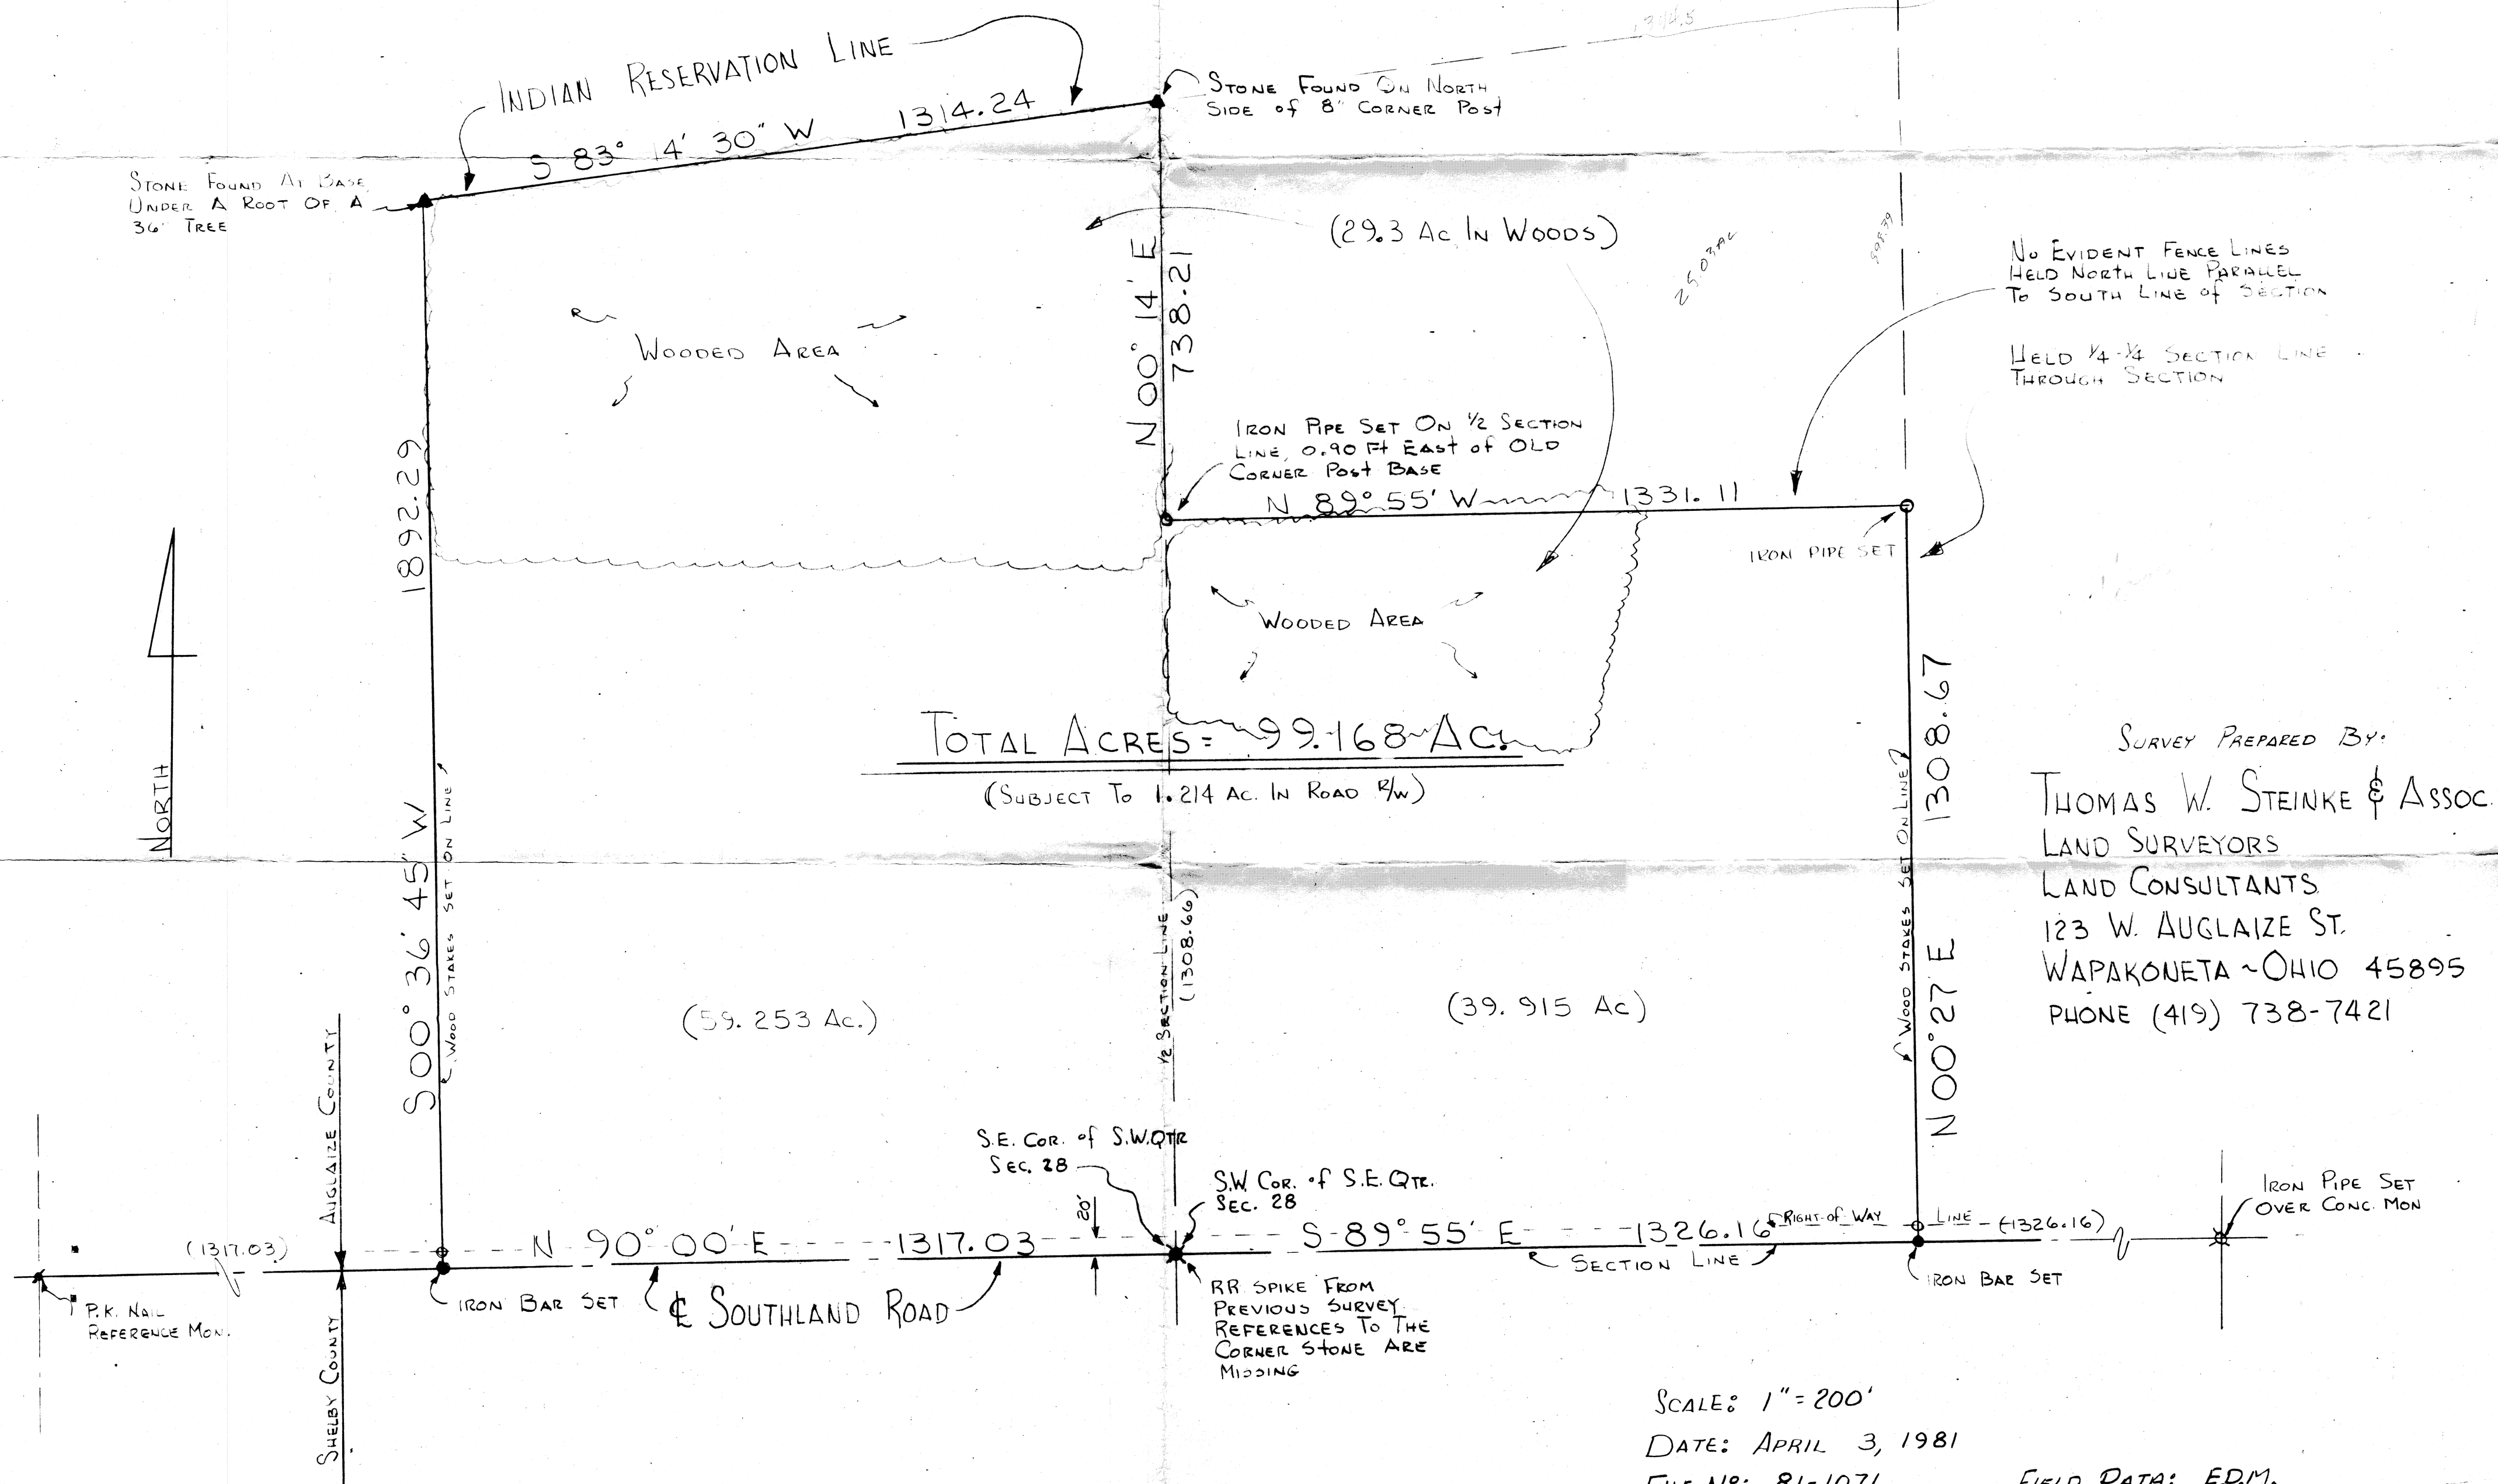 1314.5
INDIAN RESERVATION LINE
STONE FOUND ON NORTH
SIDE of 8" CORNER POST
S 83° 14' 30" W 1314.24
STONE FOUND AT BASE
UNDER A ROOT OF A
36" TREE
(29.3 AC. IN WOODS)
25.03 AC
N 00° 14' E
738.21
NO EVIDENT FENCE LINES
HELD NORTH LINE PARALLEL
TO SOUTH LINE of SECTION
HELD 1/4-1/4 SECTION LINE
THROUGH SECTION
WOODED AREA
IRON PIPE SET ON 1/2 SECTION
LINE, 0.90 Ft EAST of OLD
CORNER POST BASE
N 89° 55' W 1331.11
IRON PIPE SET
1892.29
S 00° 36' 45" W
WOOD STAKES SET ON LINE
WOODED AREA
NORTH
TOTAL ACRES = 99.168 AC.
(SUBJECT TO 1.214 AC. IN ROAD R/W)
1308.67
N 00° 27' E
WOOD STAKES SET ON LINE
SURVEY PREPARED BY:
THOMAS W. STEINKE & ASSOC.
LAND SURVEYORS
LAND CONSULTANTS
123 W. AUGLAIZE ST.
WAPAKONETA ~ OHIO 45895
PHONE (419) 738-7421
1/2 SECTION LINE
(1308.66)
(59.253 AC.)
(39.915 AC)
AUGLAIZE COUNTY
SHELBY COUNTY
S.E. COR. of S.W. QTR
SEC. 28
S.W. COR. of S.E. QTR.
SEC. 28
20'
IRON PIPE SET
OVER CONC. MON
(1317.03)
N 90° 00' E 1317.03
S 89° 55' E 1326.16
RIGHT-of-WAY LINE
(1326.16)
SECTION LINE
P.K. NAIL
REFERENCE MON.
IRON BAR SET
℄ SOUTHLAND ROAD
RR SPIKE FROM
PREVIOUS SURVEY
REFERENCES TO THE
CORNER STONE ARE
MISSING
IRON BAR SET
SCALE: 1" = 200'
DATE: APRIL 3, 1981
FILE Nº: 81-1071
FIELD DATA: E.D.M.